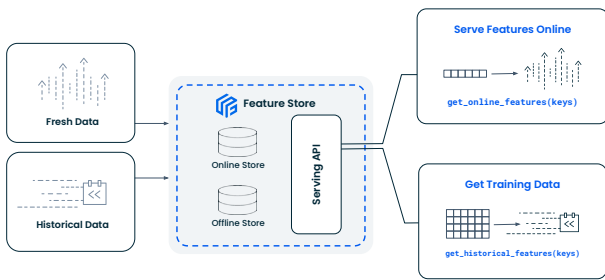 Fresh Data
Historical Data
Feature Store
Online Store
Offline Store
Serving API
Serve Features Online
get_online_features(keys)
Get Training Data
get_historical_features(keys)